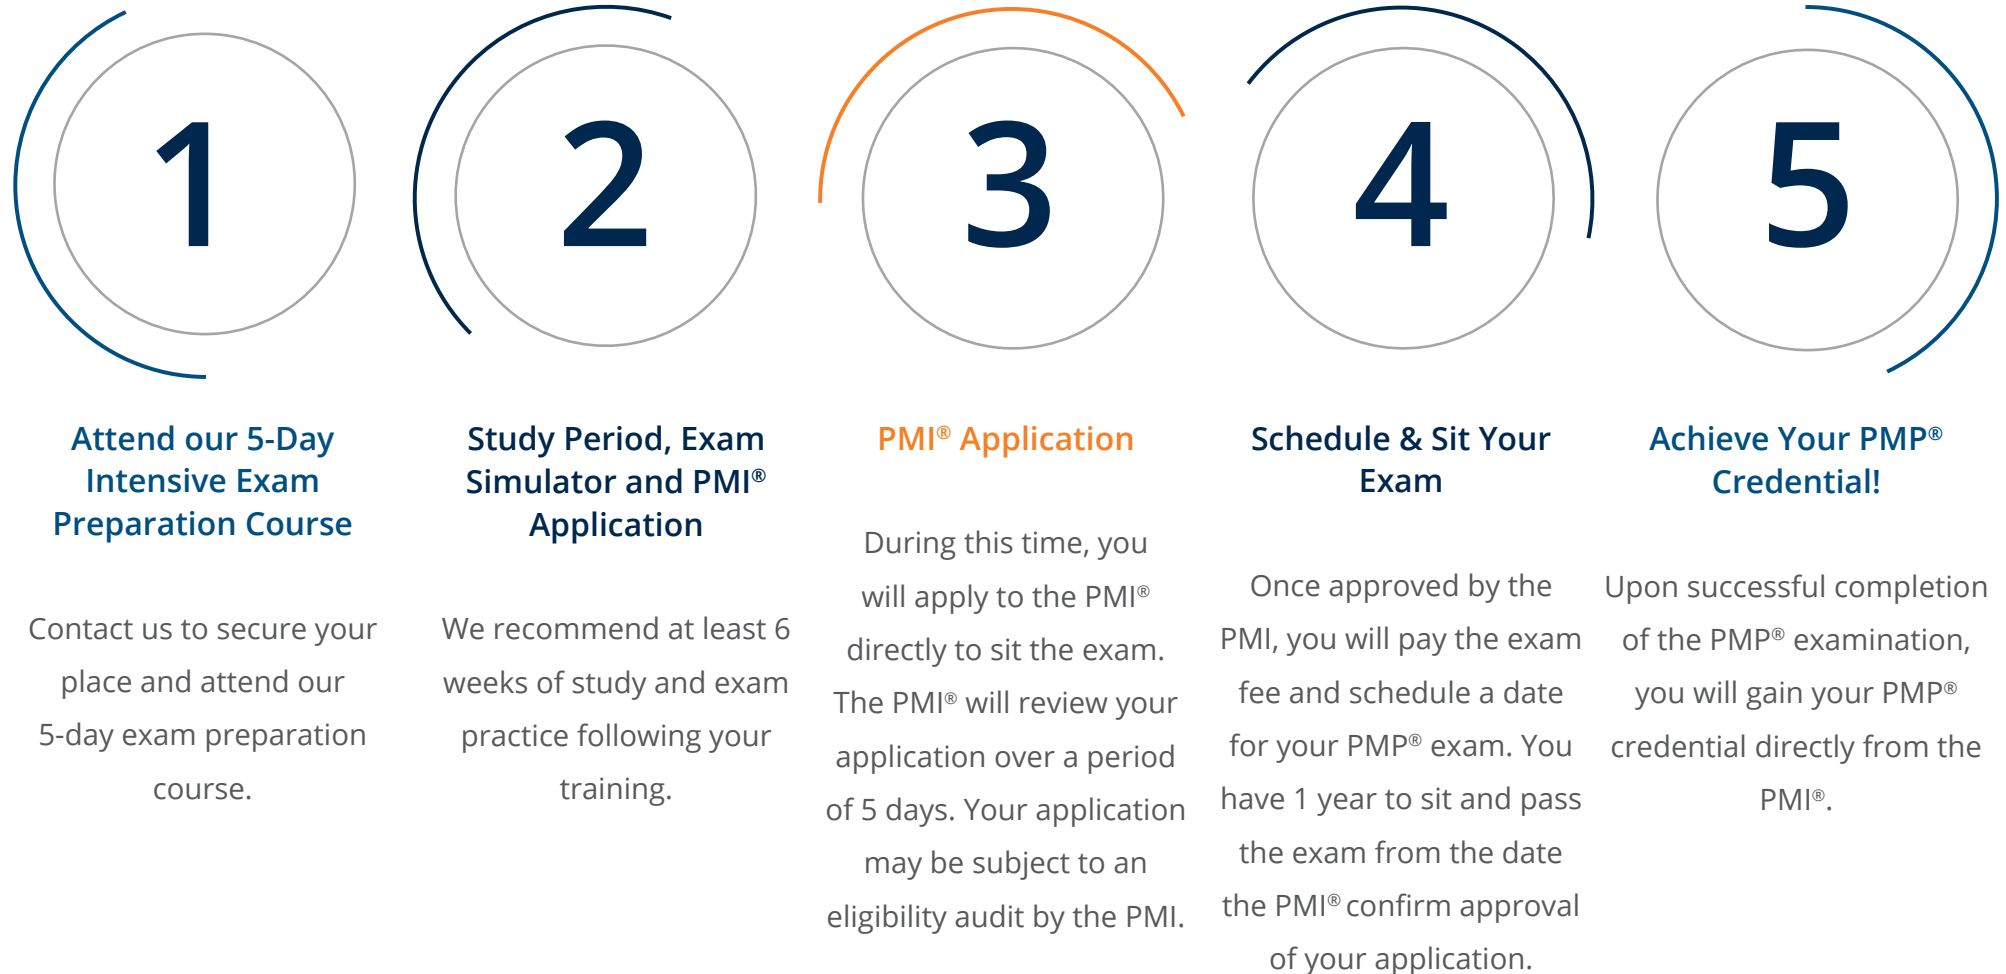 1
Attend our 5-Day
Intensive Exam
Preparation Course
Contact us to secure your
place and attend our
5-day exam preparation
course.
2
Study Period, Exam
Simulator and PMI®
Application
We recommend at least 6
weeks of study and exam
practice following your
training.
3
PMI® Application
During this time, you
will apply to the PMI®
directly to sit the exam.
The PMI® will review your
application over a period
of 5 days. Your application
may be subject to an
eligibility audit by the PMI.
4
Schedule & Sit Your
Exam
Once approved by the
PMI, you will pay the exam
fee and schedule a date
for your PMP® exam. You
have 1 year to sit and pass
the exam from the date
the PMI® confirm approval
of your application.
5
Achieve Your PMP®
Credential!
Upon successful completion
of the PMP® examination,
you will gain your PMP®
credential directly from the
PMI®.